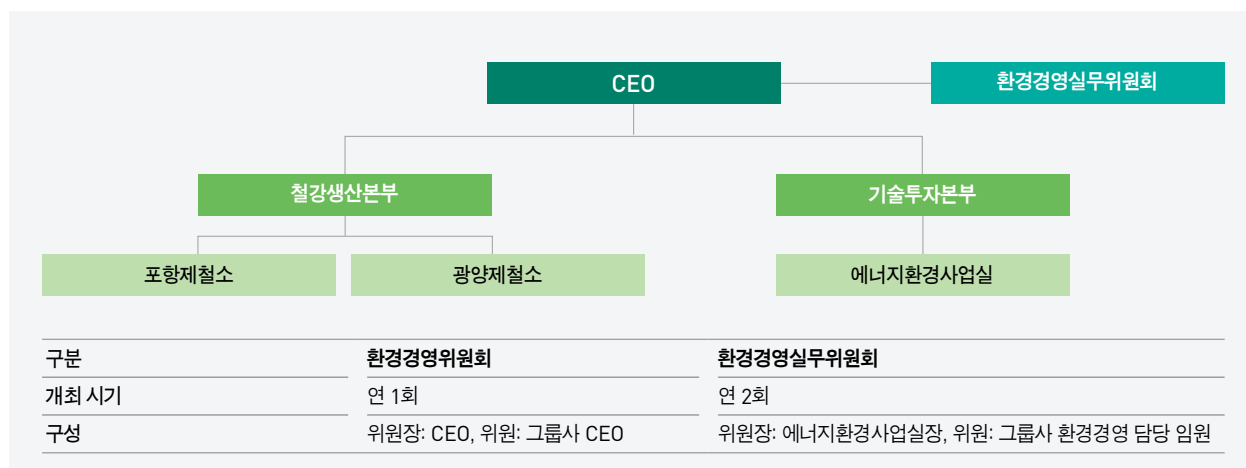 CEO
환경경영실무위원회
철강생산본부
기술투자본부
포항제철소
광양제철소
에너지환경사업실
구분 환경경영위원회 환경경영실무위원회
개최 시기 연 1회 연 2회
구성 위원장: CEO, 위원: 그룹사 CEO 위원장: 에너지환경사업실장, 위원: 그룹사 환경경영 담당 임원